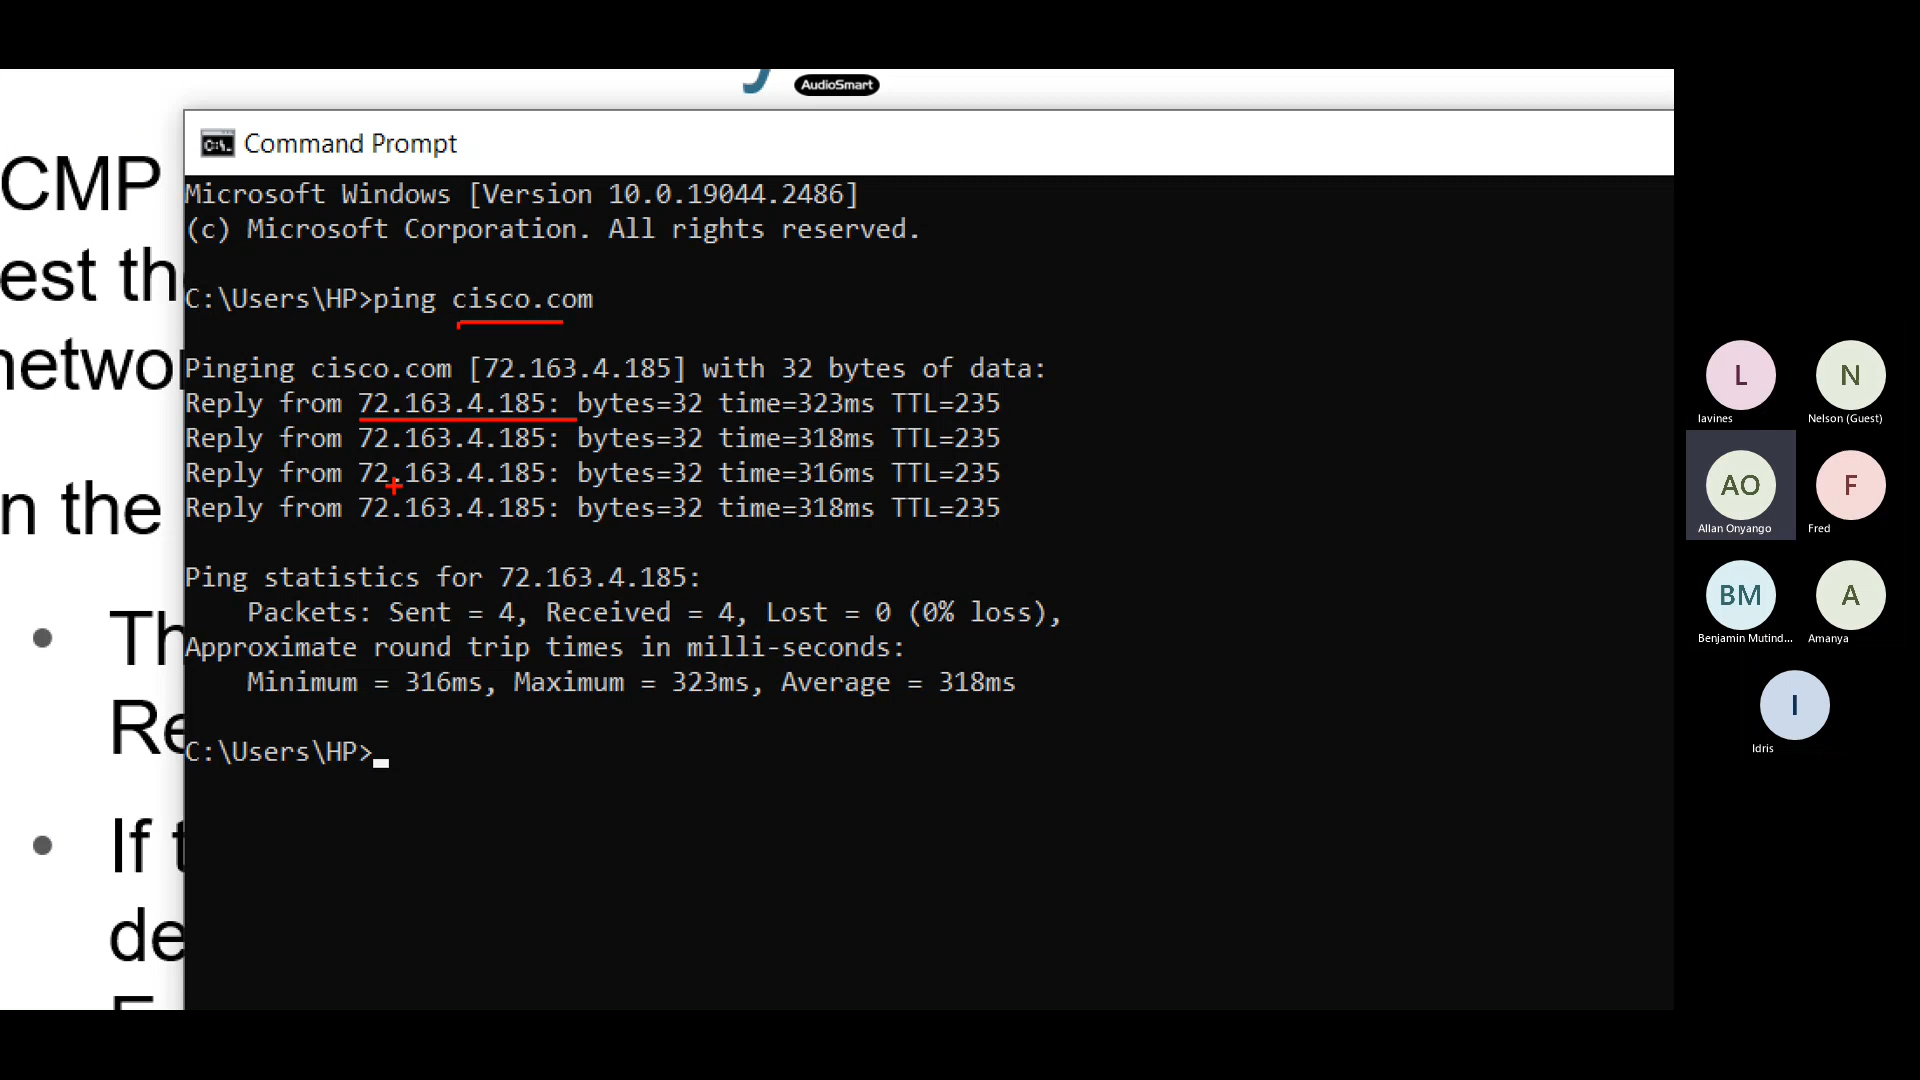 AudioSmart
CMP
est th
networ
n the
Th
Re
If t
de
Command Prompt
Microsoft Windows [Version 10.0.19044.2486]
(c) Microsoft Corporation. All rights reserved.
C:\Users\HP>ping cisco.com
Pinging cisco.com [72.163.4.185] with 32 bytes of data:
Reply from 72.163.4.185: bytes=32 time=323ms TTL=235
Reply from 72.163.4.185: bytes=32 time=318ms TTL=235
Reply from 72.163.4.185: bytes=32 time=316ms TTL=235
Reply from 72.163.4.185: bytes=32 time=318ms TTL=235
Ping statistics for 72.163.4.185:
Packets: Sent = 4, Received = 4, Lost = 0 (0% loss),
Approximate round trip times in milli-seconds:
Minimum = 316ms, Maximum = 323ms, Average = 318ms
C:\Users\HP>
L
lavines
N
Nelson (Guest)
AO
Allan Onyango
F
Fred
BM
Benjamin Mutind...
A
Amanya
I
Idris